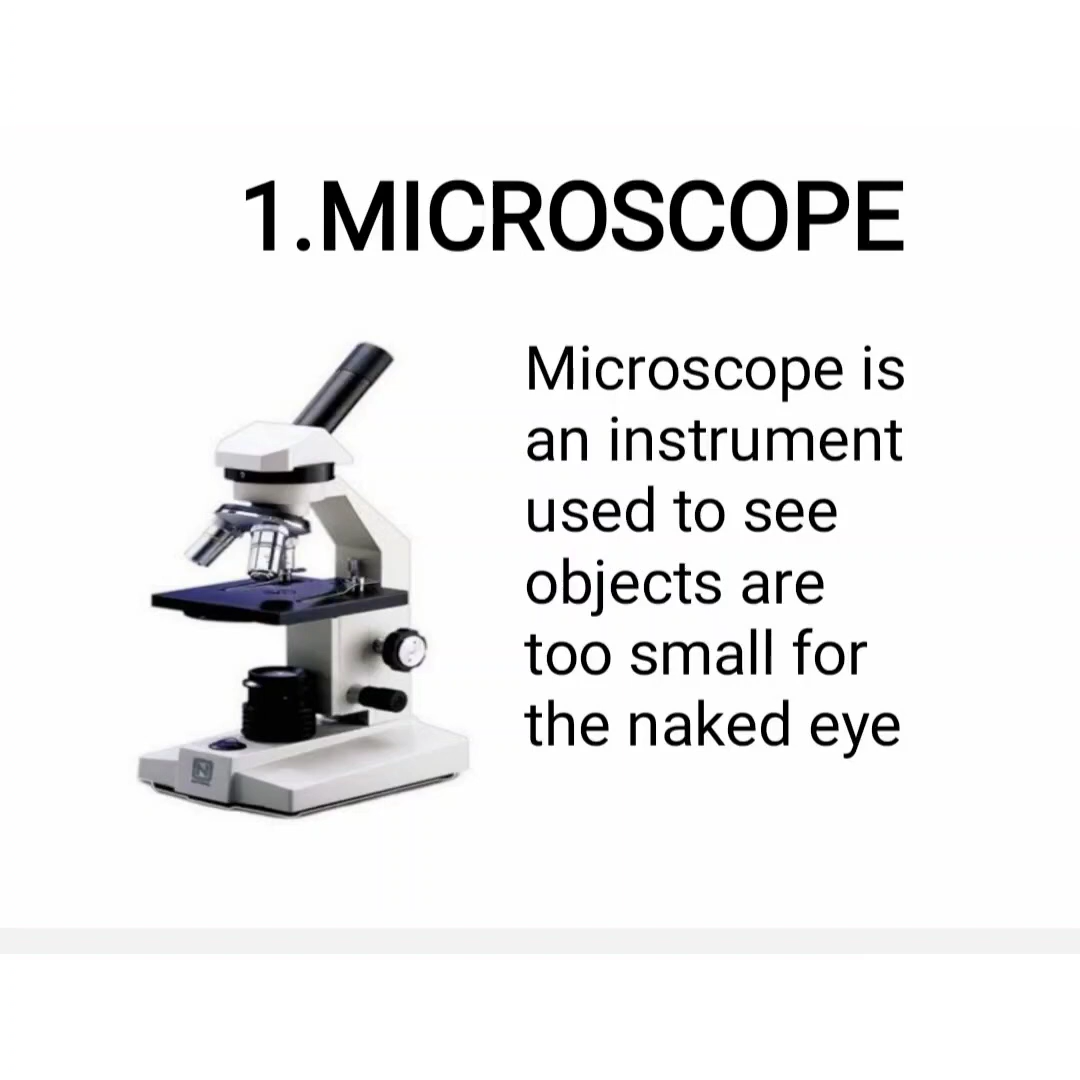 1.MICROSCOPE
Microscope is
an instrument
used to see
objects are
too small for
the naked eye